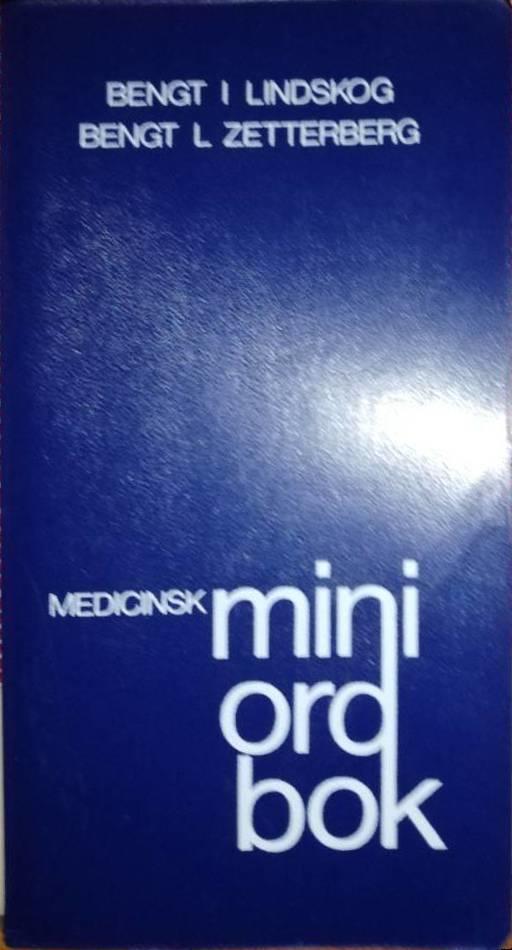 BENGT I LINDSKOG
BENGT L ZETTERBERG
MEDICINSK mini
ord
bok